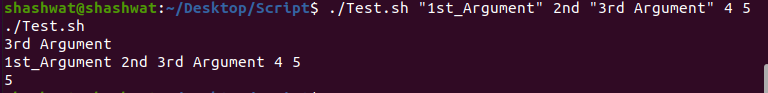 shashwat@shashwat:~/Desktop/Script$ ./Test.sh "1st_Argument" 2nd "3rd Argument" 4 5
./Test.sh
3rd Argument
1st_Argument 2nd 3rd Argument 4 5
5